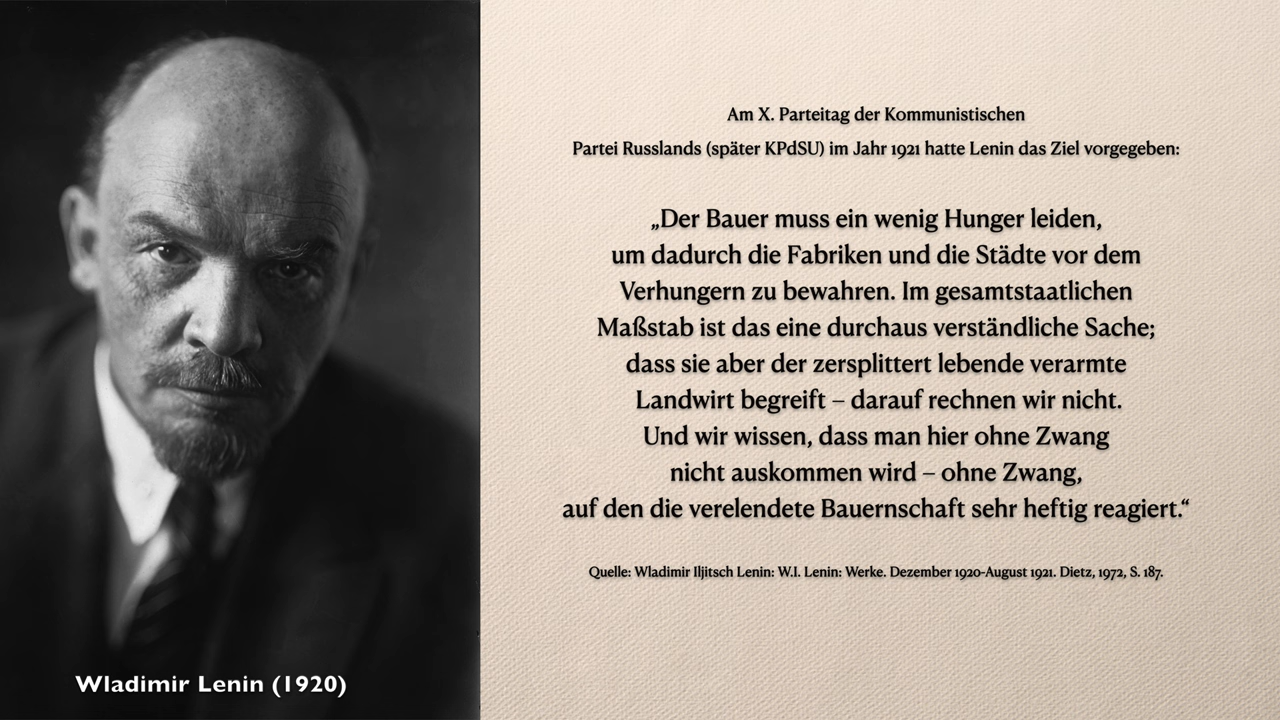 Am X. Parteitag der Kommunistischen
Partei Russlands (später KPdSU) im Jahr 1921 hatte Lenin das Ziel vorgegeben:
„Der Bauer muss ein wenig Hunger leiden,
um dadurch die Fabriken und die Städte vor dem
Verhungern zu bewahren. Im gesamtstaatlichen
Maßstab ist das eine durchaus verständliche Sache;
dass sie aber der zersplittert lebende verarmte
Landwirt begreift – darauf rechnen wir nicht.
Und wir wissen, dass man hier ohne Zwang
nicht auskommen wird – ohne Zwang,
auf den die verelendete Bauernschaft sehr heftig reagiert.“
Quelle: Wladimir Iljitsch Lenin: W.I. Lenin: Werke. Dezember 1920-August 1921. Dietz, 1972, S. 187.
Wladimir Lenin (1920)